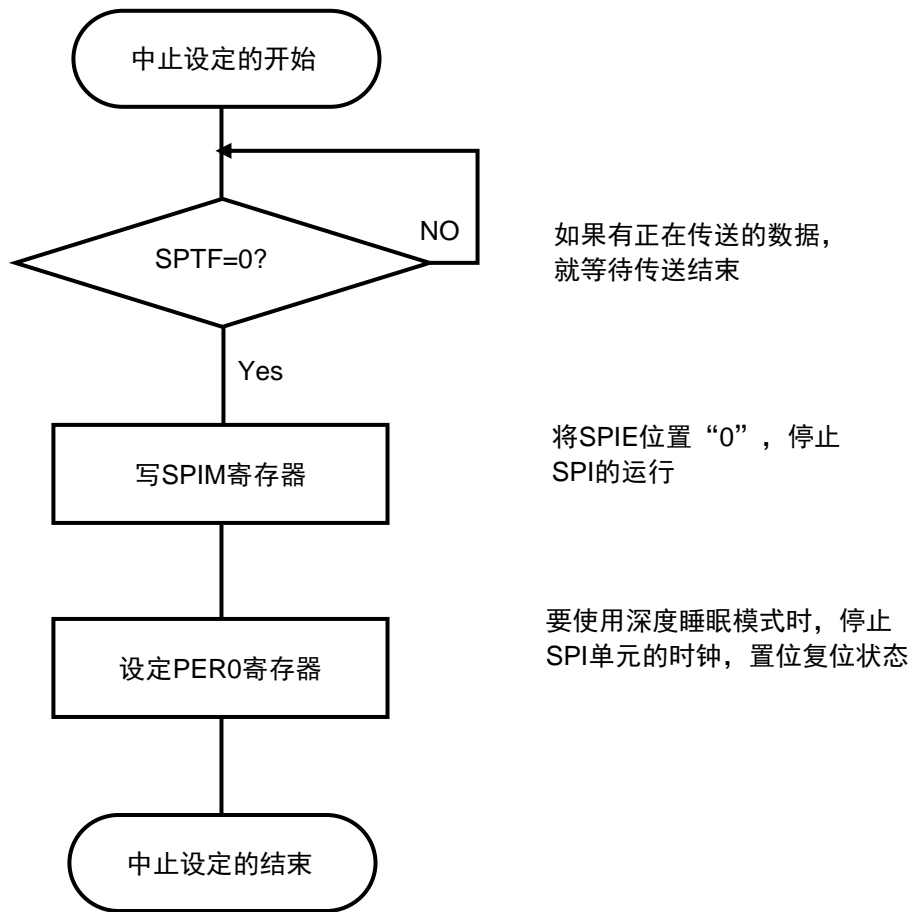 中止设定的开始
NO
SPTF=0?
如果有正在传送的数据，
就等待传送结束
Yes
将SPIE位置“0”，停止
SPI的运行
写SPIM寄存器
要使用深度睡眠模式时，停止
SPI单元的时钟，置位复位状态
设定PER0寄存器
中止设定的结束